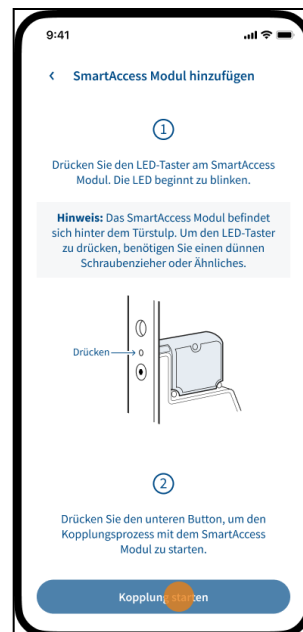 9:41
SmartAccess Modul hinzufügen
1
Drücken Sie den LED-Taster am SmartAccess
Modul. Die LED beginnt zu blinken.
Hinweis: Das SmartAccess Modul befindet
sich hinter dem Türstulp. Um den LED-Taster
zu drücken, benötigen Sie einen dünnen
Schraubenzieher oder Ähnliches.
Drücken
2
Drücken Sie den unteren Button, um den
Kopplungsprozess mit dem SmartAccess
Modul zu starten.
Kopplung starten